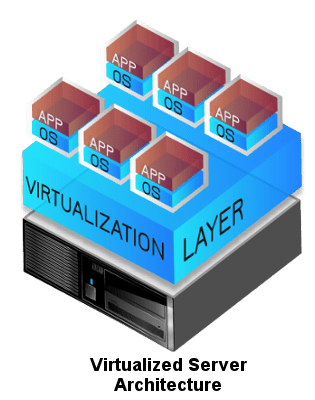 APP
OS
APP
OS
APP
OS
APP
OS
APP
OS
APP
OS
VIRTUALIZATION
LAYER
Virtualized Server
Architecture